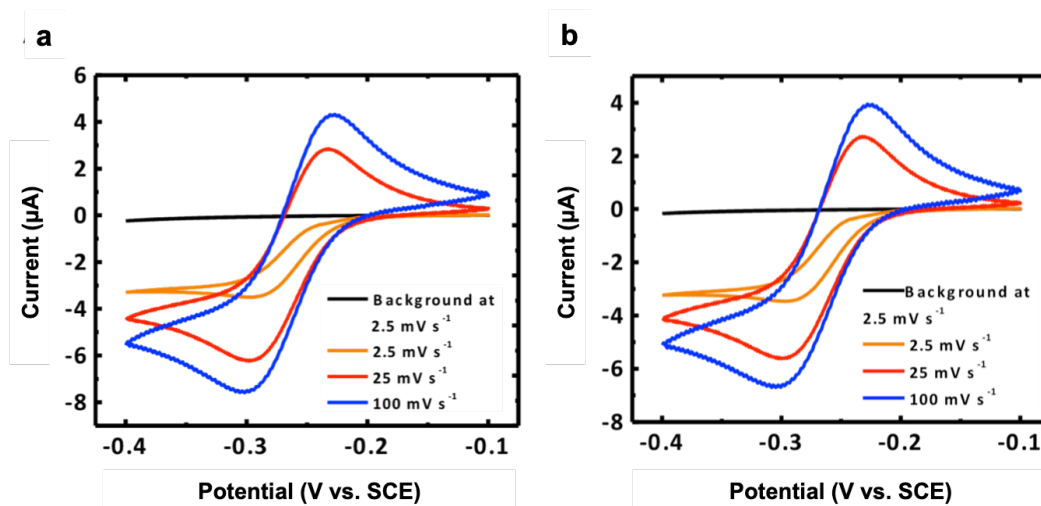 a
6
4
2
0
-2
-4
-6
-8
Current (µA)
Background at
2.5 mV s⁻¹
2.5 mV s⁻¹
25 mV s⁻¹
100 mV s⁻¹
-0.4 -0.3 -0.2 -0.1
Potential (V vs. SCE)
b
4
2
0
-2
-4
-6
-8
Current (µA)
Background at
2.5 mV s⁻¹
2.5 mV s⁻¹
25 mV s⁻¹
100 mV s⁻¹
-0.4 -0.3 -0.2 -0.1
Potential (V vs. SCE)